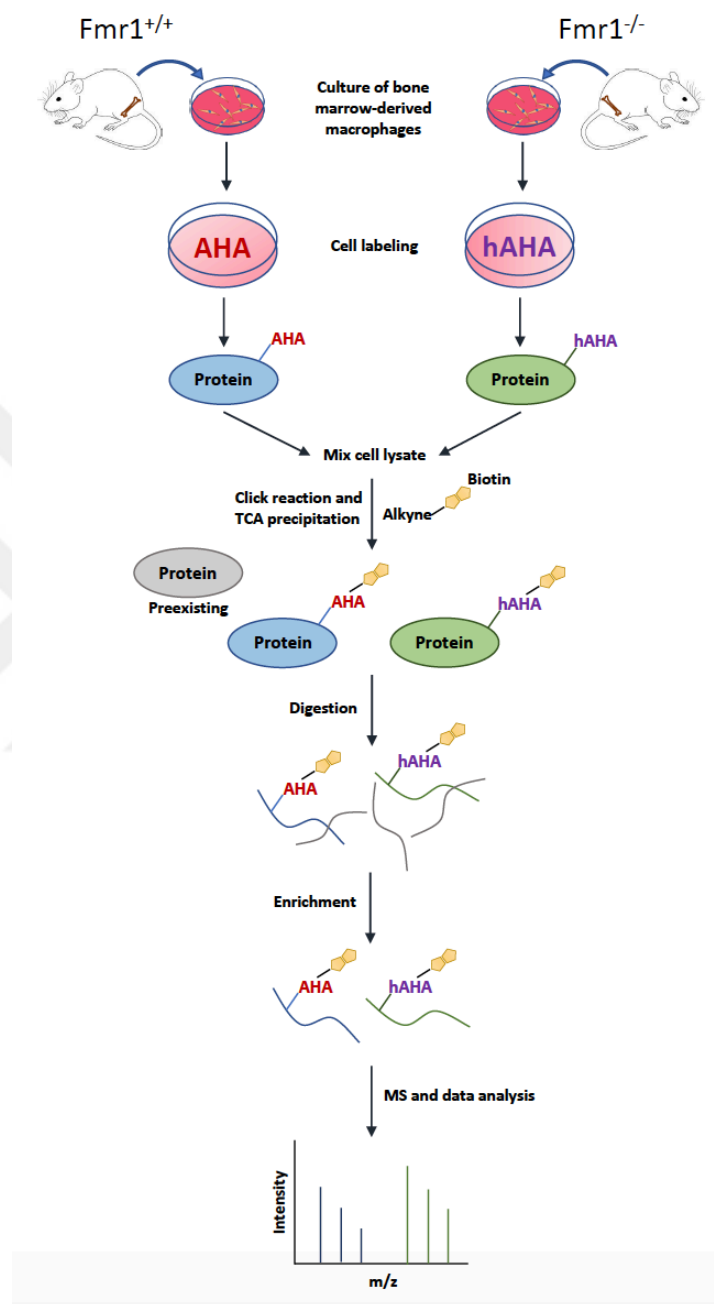 Fmr1+/+
Fmr1-/-
Culture of bone
marrow-derived
macrophages
AHA
Cell labeling
hAHA
AHA
hAHA
Protein
Protein
Mix cell lysate
Biotin
Click reaction and
TCA precipitation
Alkyne
Protein
Preexisting
AHA
hAHA
Protein
Protein
Digestion
hAHA
AHA
Enrichment
AHA
hAHA
MS and data analysis
Intensity
m/z